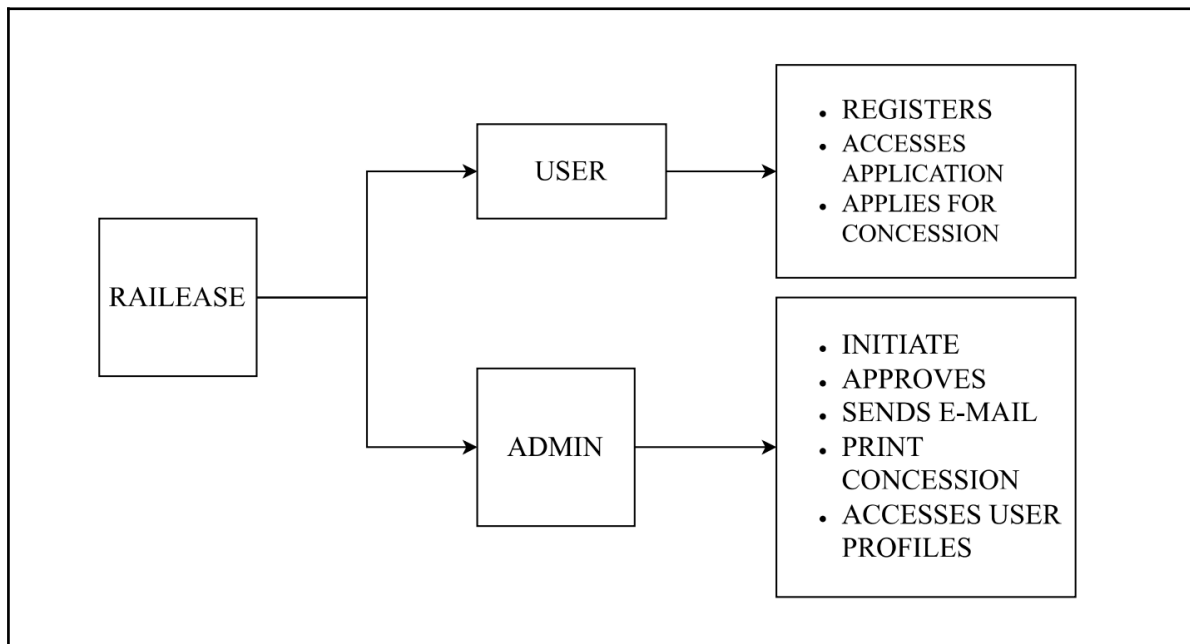 RAILEASE
USER
• REGISTERS
• ACCESSES
APPLICATION
• APPLIES FOR
CONCESSION
ADMIN
• INITIATE
• APPROVES
• SENDS E-MAIL
• PRINT
CONCESSION
• ACCESSES USER
PROFILES